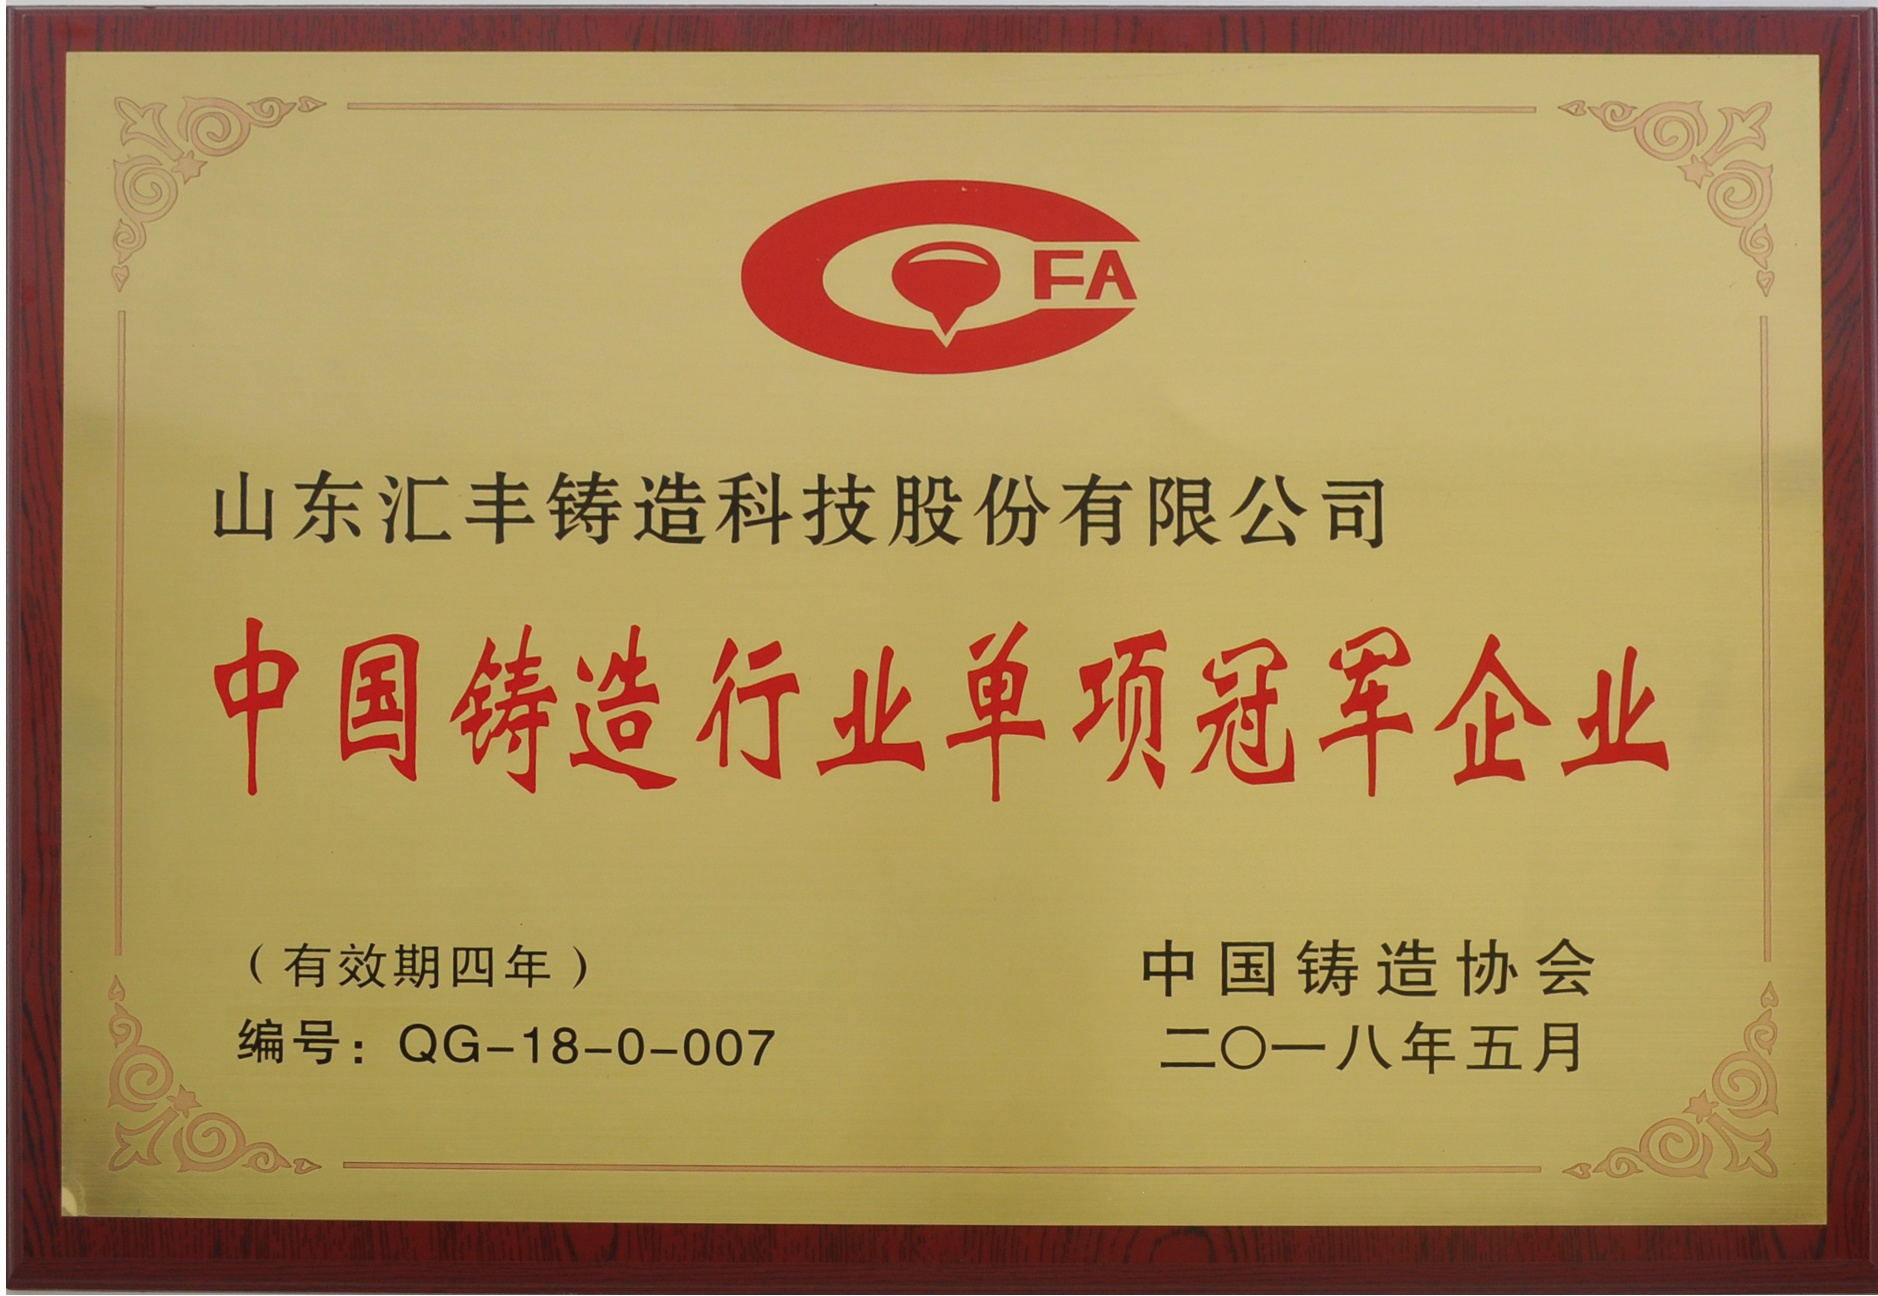 CFA
山东汇丰铸造科技股份有限公司
中国铸造行业单项冠军企业
（有效期四年）
编号：QG-18-0-007
中国铸造协会
二〇一八年五月